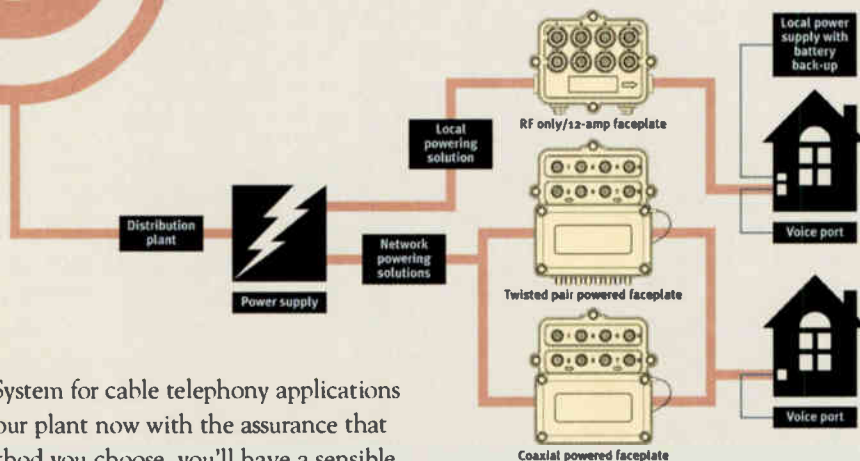 Local power
supply with
battery
back-up
RF only/12-amp faceplate
Local
powering
solution
Distribution
plant
Network
powering
solutions
Voice port
Power supply
Twisted pair powered faceplate
System for cable telephony applications
our plant now with the assurance that
thod you choose, you'll have a sensible
Voice port
Coaxial powered faceplate